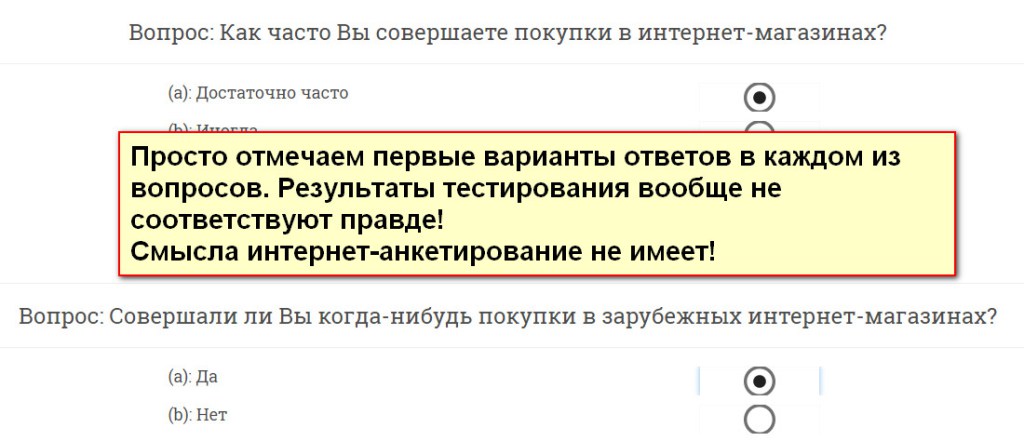 Вопрос: Как часто Вы совершаете покупки в интернет-магазинах?
(a): Достаточно часто
(b): Иногда
Просто отмечаем первые варианты ответов в каждом из
вопросов. Результаты тестирования вообще не
соответствуют правде!
Смысла интернет-анкетирование не имеет!
Вопрос: Совершали ли Вы когда-нибудь покупки в зарубежных интернет-магазинах?
(a): Да
(b): Нет